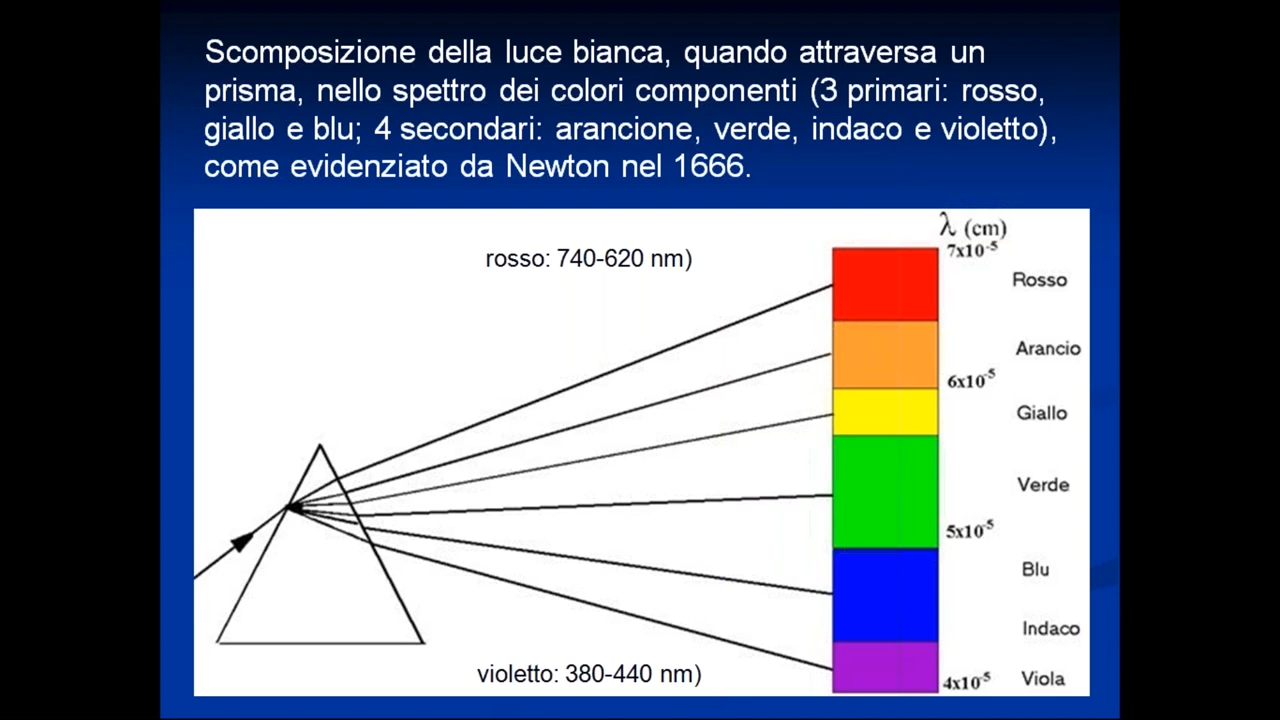 Scomposizione della luce bianca, quando attraversa un
prisma, nello spettro dei colori componenti (3 primari: rosso,
giallo e blu; 4 secondari: arancione, verde, indaco e violetto),
come evidenziato da Newton nel 1666.
λ (cm)
rosso: 740-620 nm)
7x10⁻⁵
Rosso
Arancio
6x10⁻⁵
Giallo
Verde
5x10⁻⁵
Blu
Indaco
violetto: 380-440 nm)
4x10⁻⁵
Viola